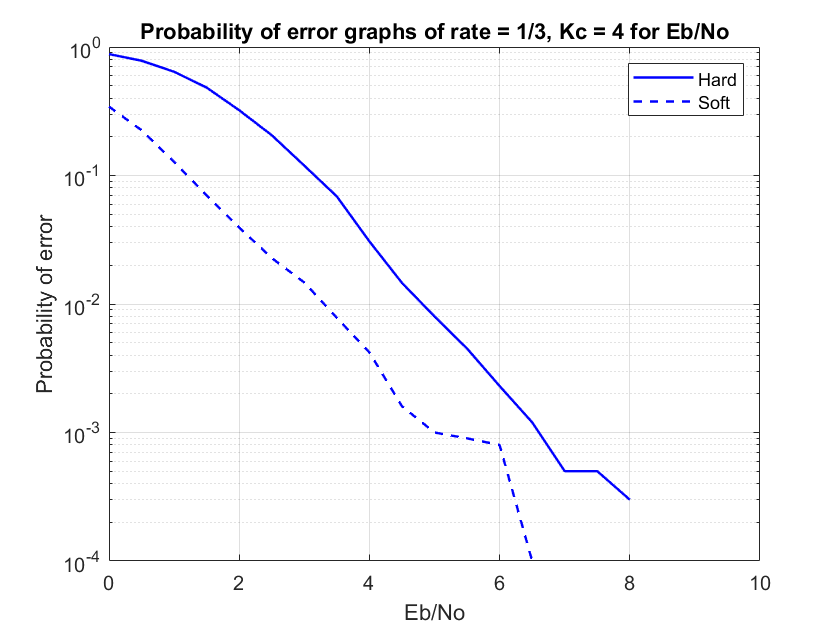 Probability of error graphs of rate = 1/3, Kc = 4 for Eb/No
Hard
Soft
10^0
10^-1
10^-2
10^-3
10^-4
Probability of error
0 2 4 6 8 10
Eb/No